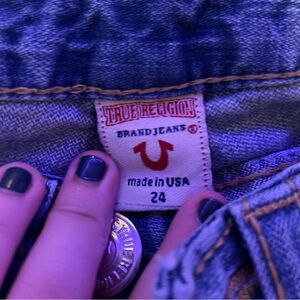 TRUE RELIGION
BRAND JEANS ®
made in USA
24